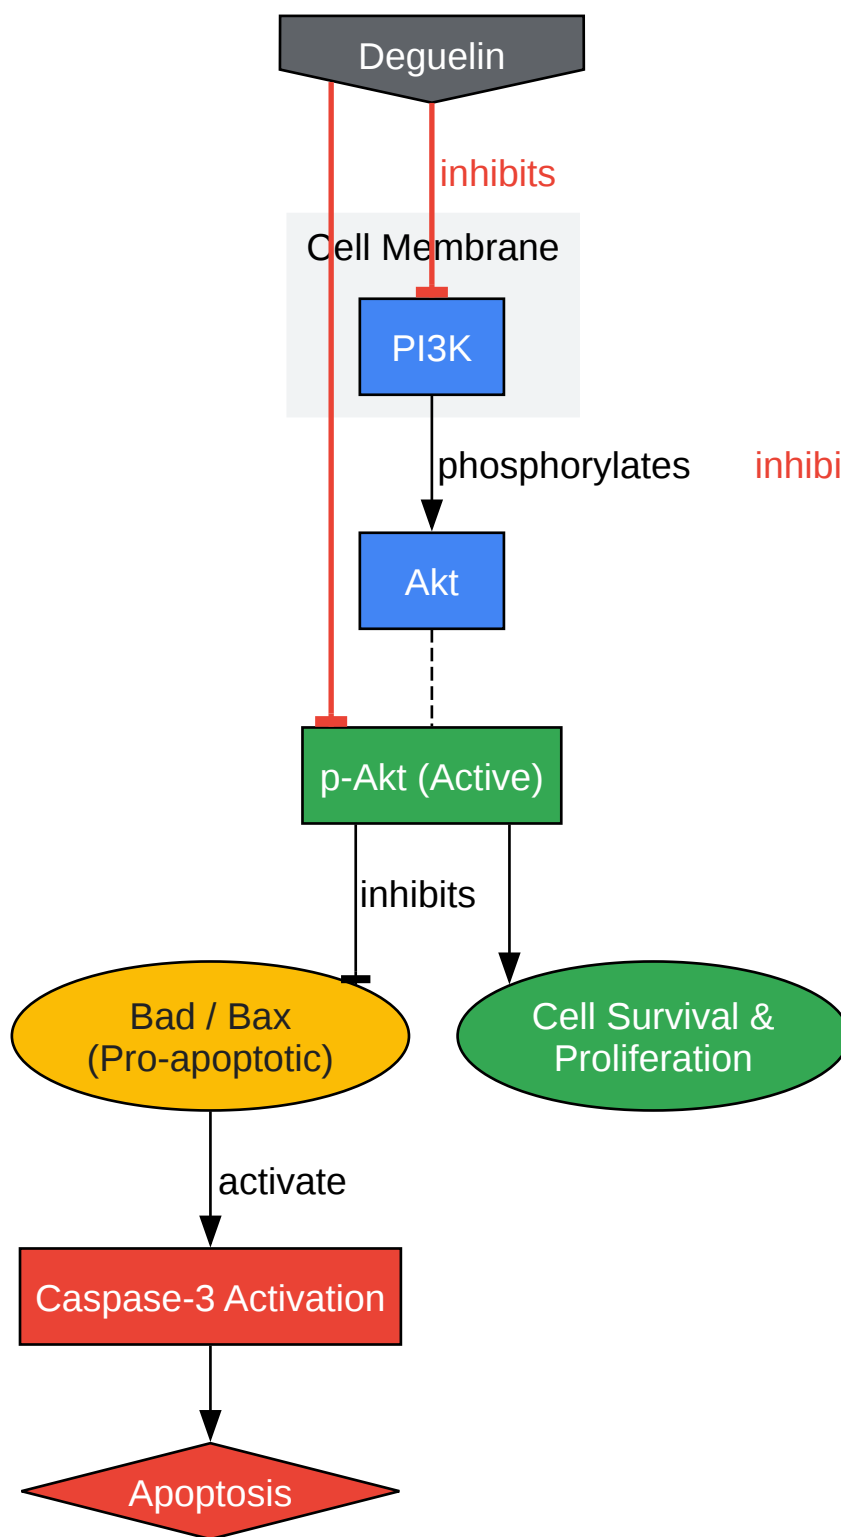 Deguelin
inhibits
Cell Membrane
PI3K
phosphorylates
inhibi
Akt
p-Akt (Active)
inhibits
Bad / Bax
(Pro-apoptotic)
Cell Survival &
Proliferation
activate
Caspase-3 Activation
Apoptosis